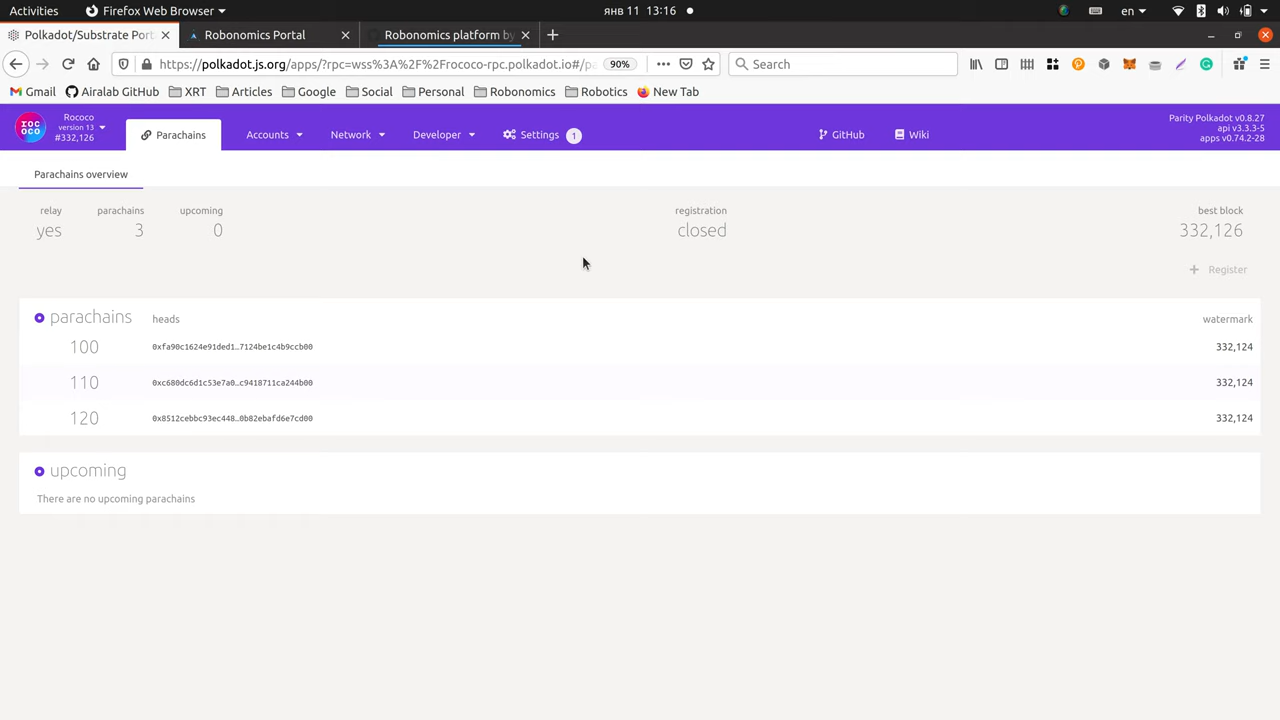 Activities
Firefox Web Browser
янв 11 13:16
en
Polkadot/Substrate Port
Robonomics Portal
Robonomics platform by
https://polkadot.js.org/apps/?rpc=wss%3A%2F%2Frococo-rpc.polkadot.io#/pa
90%
Search
Gmail
Airalab GitHub
XRT
Articles
Google
Social
Personal
Robonomics
Robotics
New Tab
ROC
OCO
Rococo
version 13
#332,126
Parachains
Accounts
Network
Developer
Settings
1
GitHub
Wiki
Parity Polkadot v0.8.27
api v3.3.3-5
apps v0.74.2-28
Parachains overview
relay
yes
parachains
3
upcoming
0
registration
closed
best block
332,126
+ Register
parachains heads watermark
100 0xfa90c1624e91ded1…7124be1c4b9ccb00 332,124
110 0xc680dc6d1c53e7a0…c9418711ca244b00 332,124
120 0x8512cebbc93ec448…0b82ebafd6e7cd00 332,124
upcoming
There are no upcoming parachains